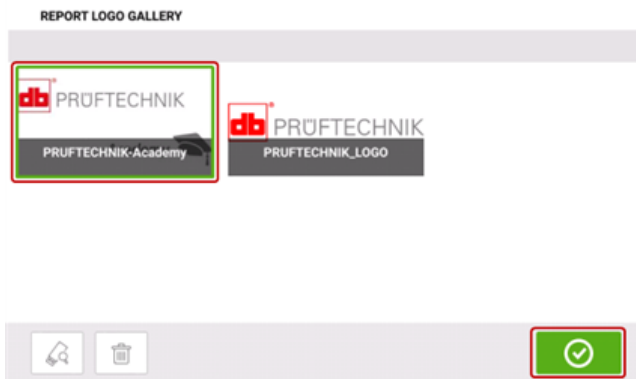 REPORT LOGO GALLERY
db® PRÜFTECHNIK
PRUFTECHNIK-Academy
db® PRÜFTECHNIK
PRUFTECHNIK_LOGO